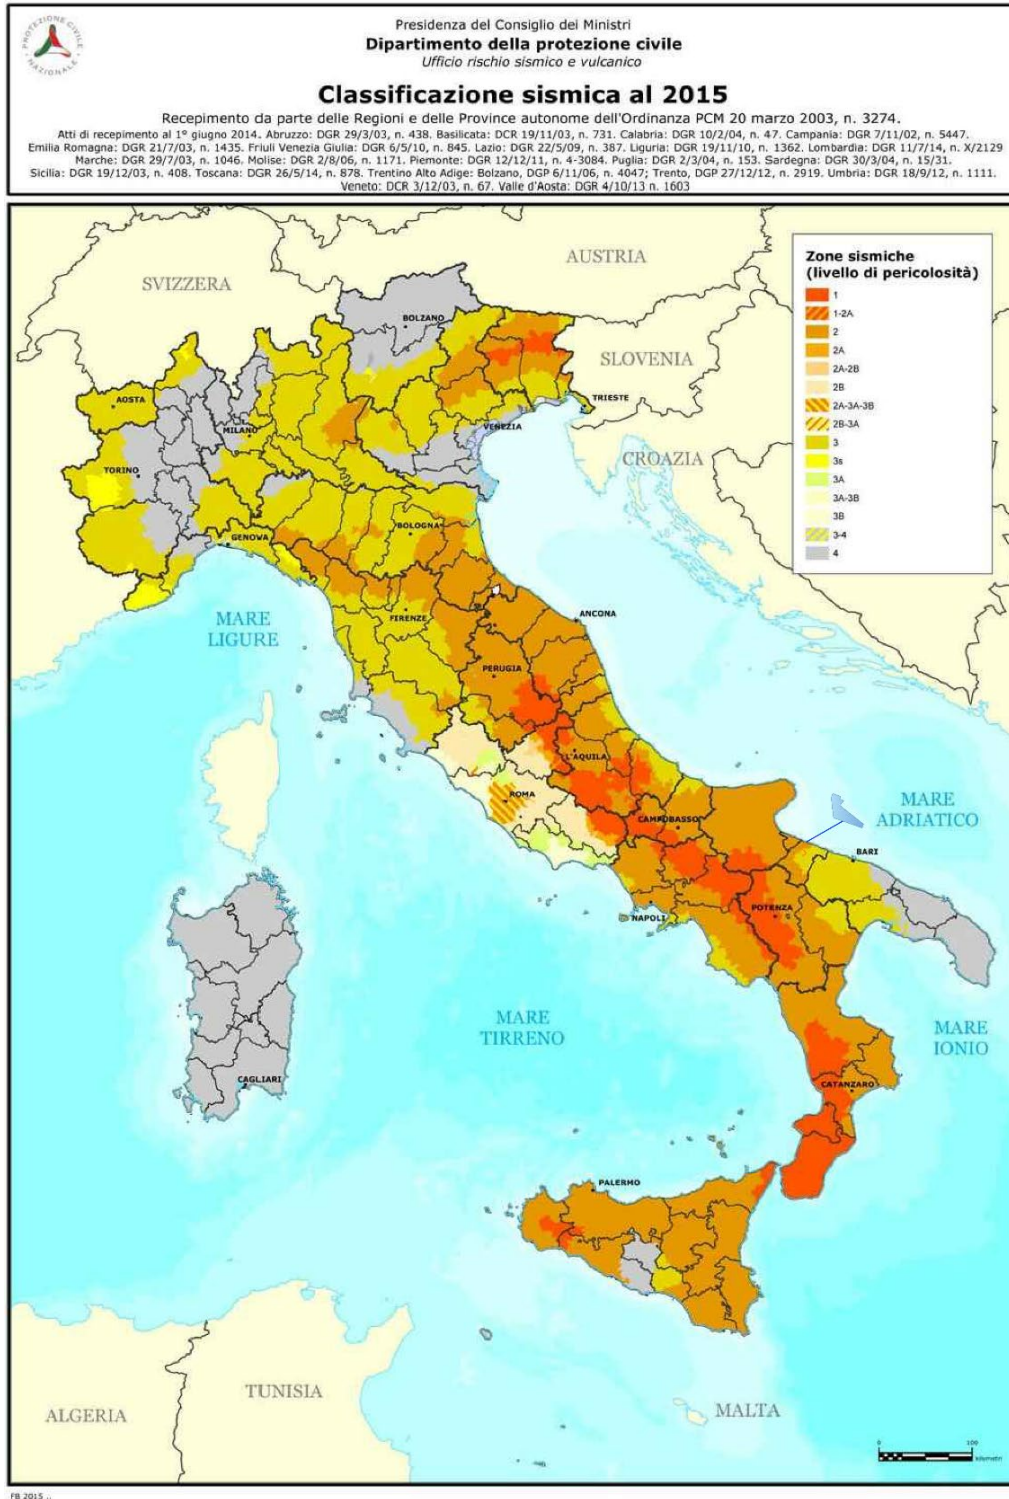 PROTEZIONE CIVILE
NAZIONALE
Presidenza del Consiglio dei Ministri
Dipartimento della protezione civile
Ufficio rischio sismico e vulcanico
Classificazione sismica al 2015
Recepimento da parte delle Regioni e delle Province autonome dell'Ordinanza PCM 20 marzo 2003, n. 3274.
Atti di recepimento al 1° giugno 2014. Abruzzo: DGR 29/3/03, n. 438. Basilicata: DCR 19/11/03, n. 731. Calabria: DGR 10/2/04, n. 47. Campania: DGR 7/11/02, n. 5447.
Emilia Romagna: DGR 21/7/03, n. 1435. Friuli Venezia Giulia: DGR 6/5/10, n. 845. Lazio: DGR 22/5/09, n. 387. Liguria: DGR 19/11/10, n. 1362. Lombardia: DGR 11/7/14, n. X/2129
Marche: DGR 29/7/03, n. 1046. Molise: DGR 2/8/06, n. 1171. Piemonte: DGR 12/12/11, n. 4-3084. Puglia: DGR 2/3/04, n. 153. Sardegna: DGR 30/3/04, n. 15/31.
Sicilia: DGR 19/12/03, n. 408. Toscana: DGR 26/5/14, n. 878. Trentino Alto Adige: Bolzano, DGP 6/11/06, n. 4047; Trento, DGP 27/12/12, n. 2919. Umbria: DGR 18/9/12, n. 1111.
Veneto: DCR 3/12/03, n. 67. Valle d'Aosta: DGR 4/10/13 n. 1603
AUSTRIA
SVIZZERA
Zone sismiche
(livello di pericolosità)
1
1-2A
2
2A
2A-2B
2B
2A-3A-3B
2B-3A
3
3s
3A
3A-3B
3B
3-4
4
BOLZANO
SLOVENIA
AOSTA
TRIESTE
MILANO
VENEZIA
CROAZIA
TORINO
BOLOGNA
GENOWA
MARE
LIGURE
FIRENZE
ANCONA
PERUGIA
L'AQUILA
ROMA
CAMPOBASSO
MARE
ADRIATICO
BARI
POTENZA
NAPOLI
MARE
TIRRENO
MARE
IONIO
CAGLIARI
CATANZARO
PALERMO
TUNISIA
ALGERIA
MALTA
0 100
kilometri
FB 2015 ..